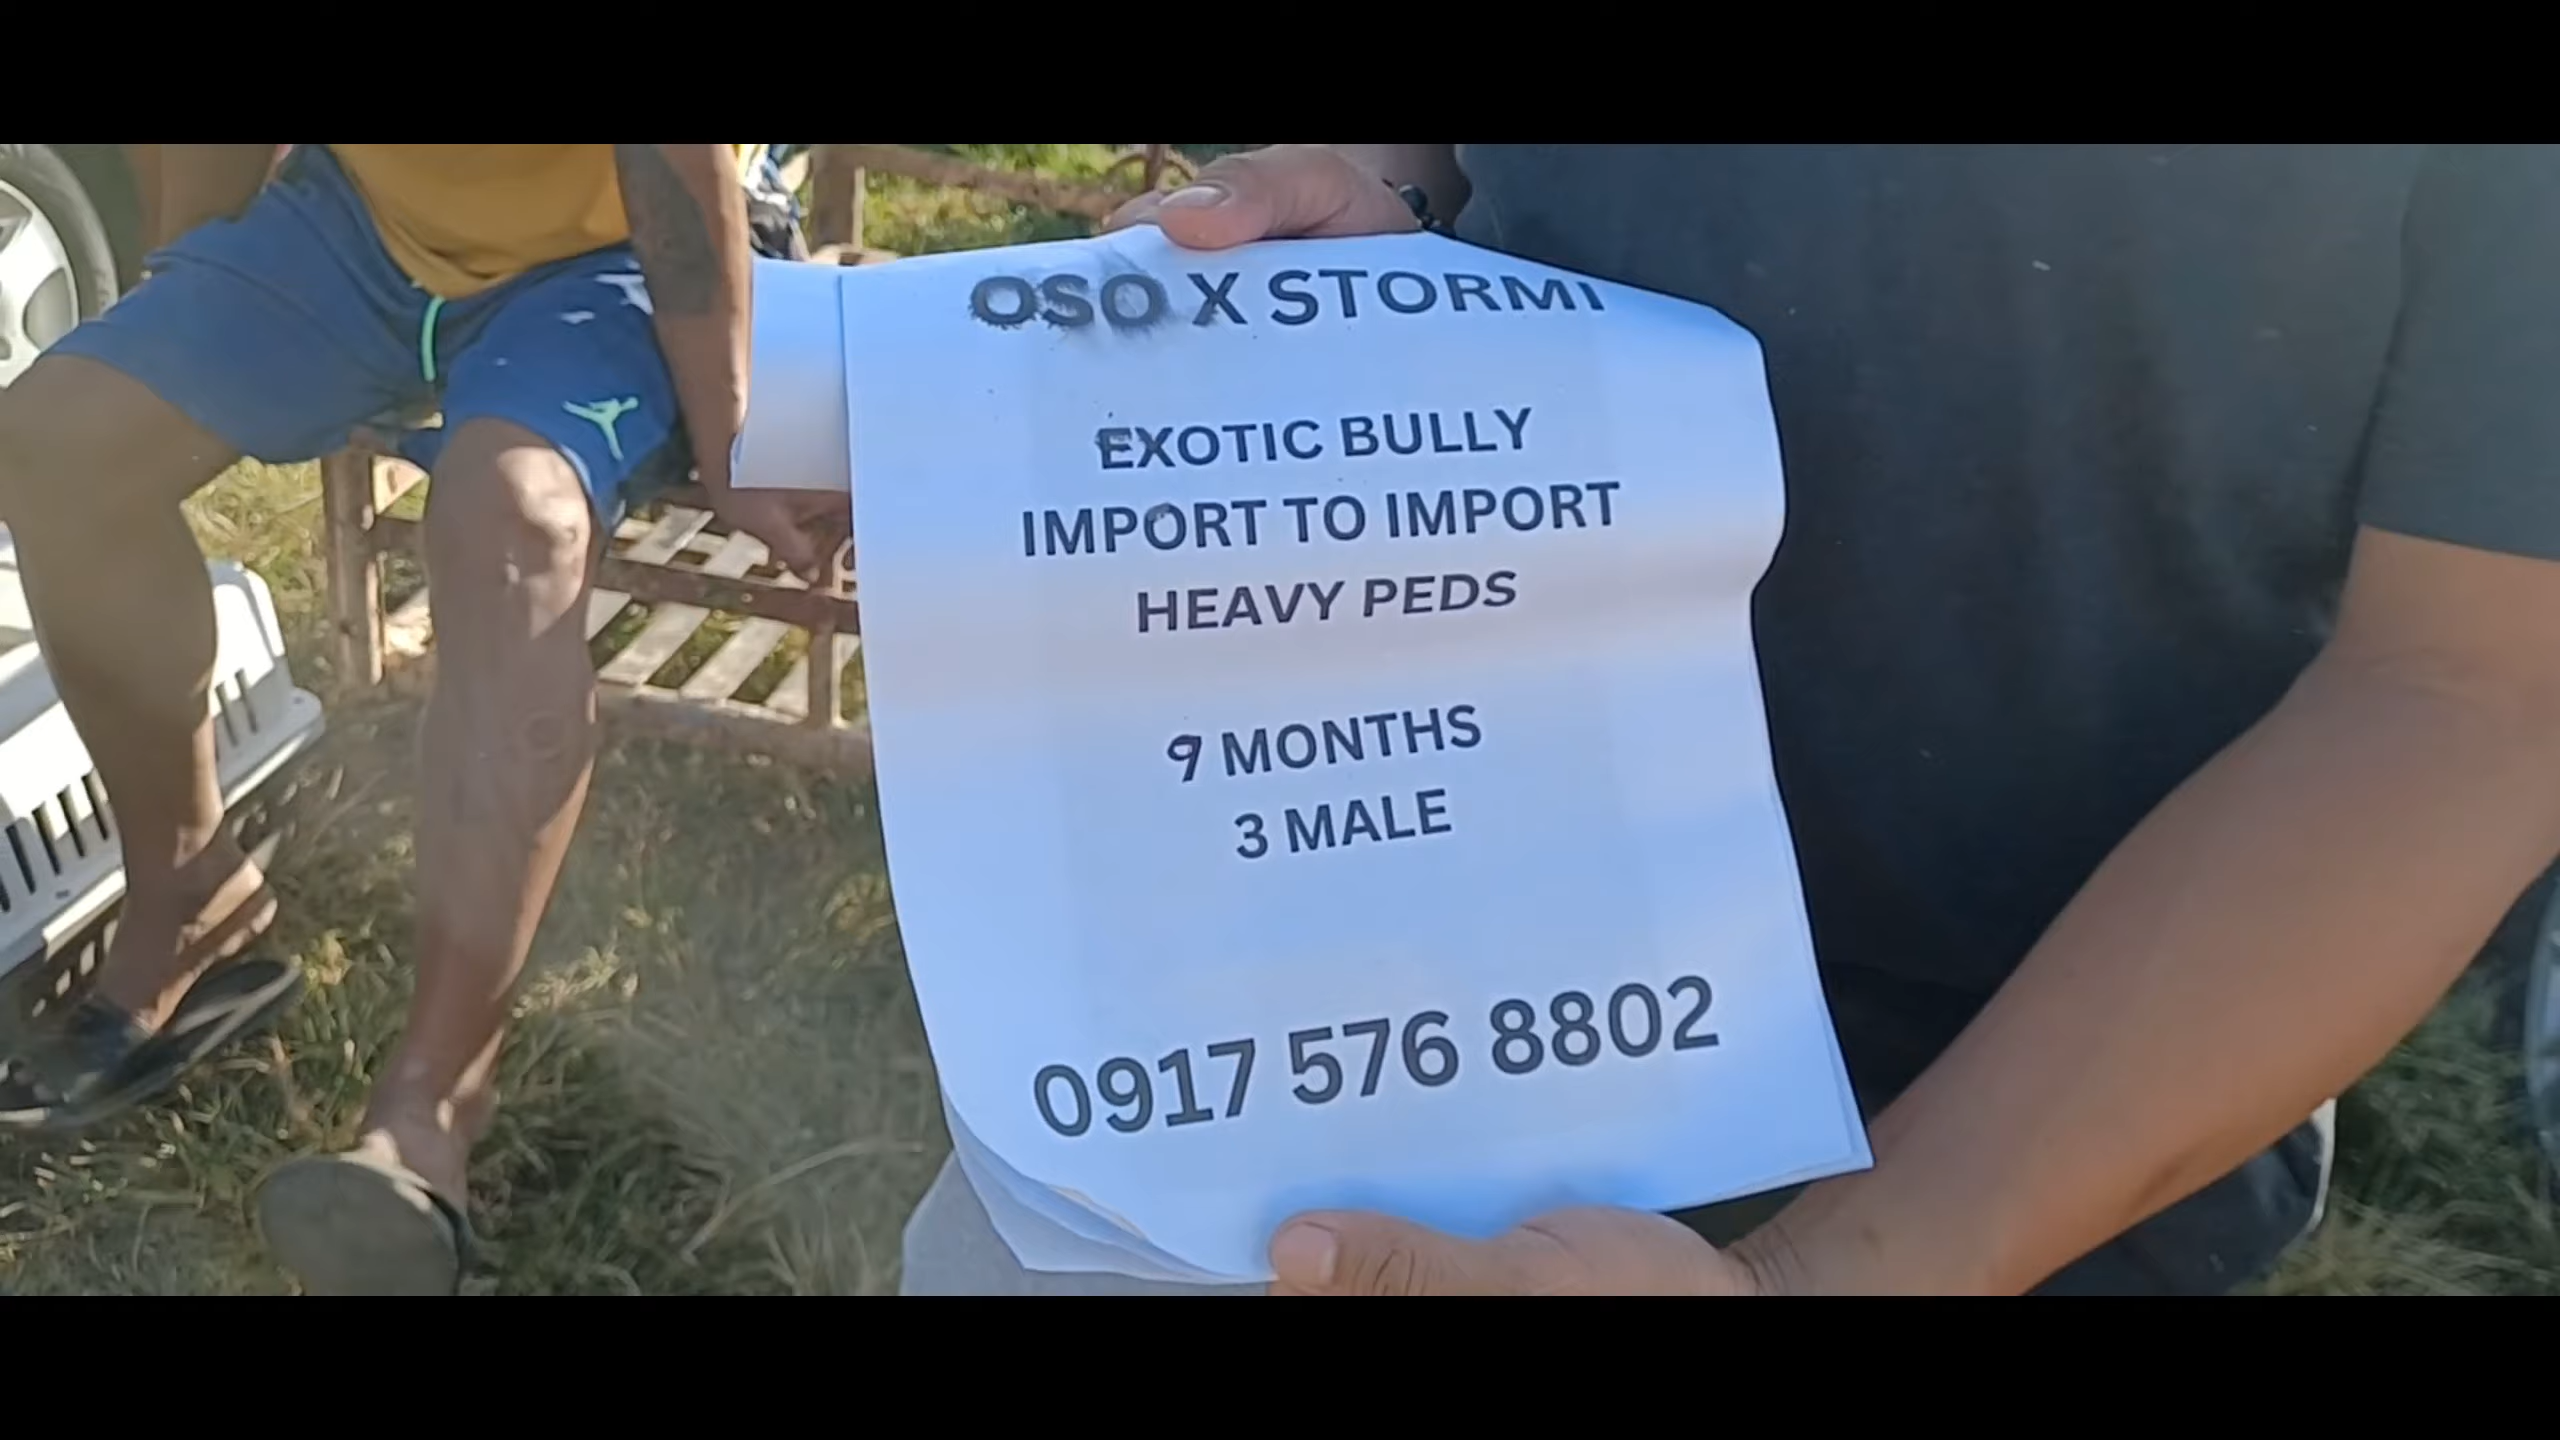 OSO X STORMI
EXOTIC BULLY
IMPORT TO IMPORT
HEAVY PEDS
9 MONTHS
3 MALE
0917 576 8802